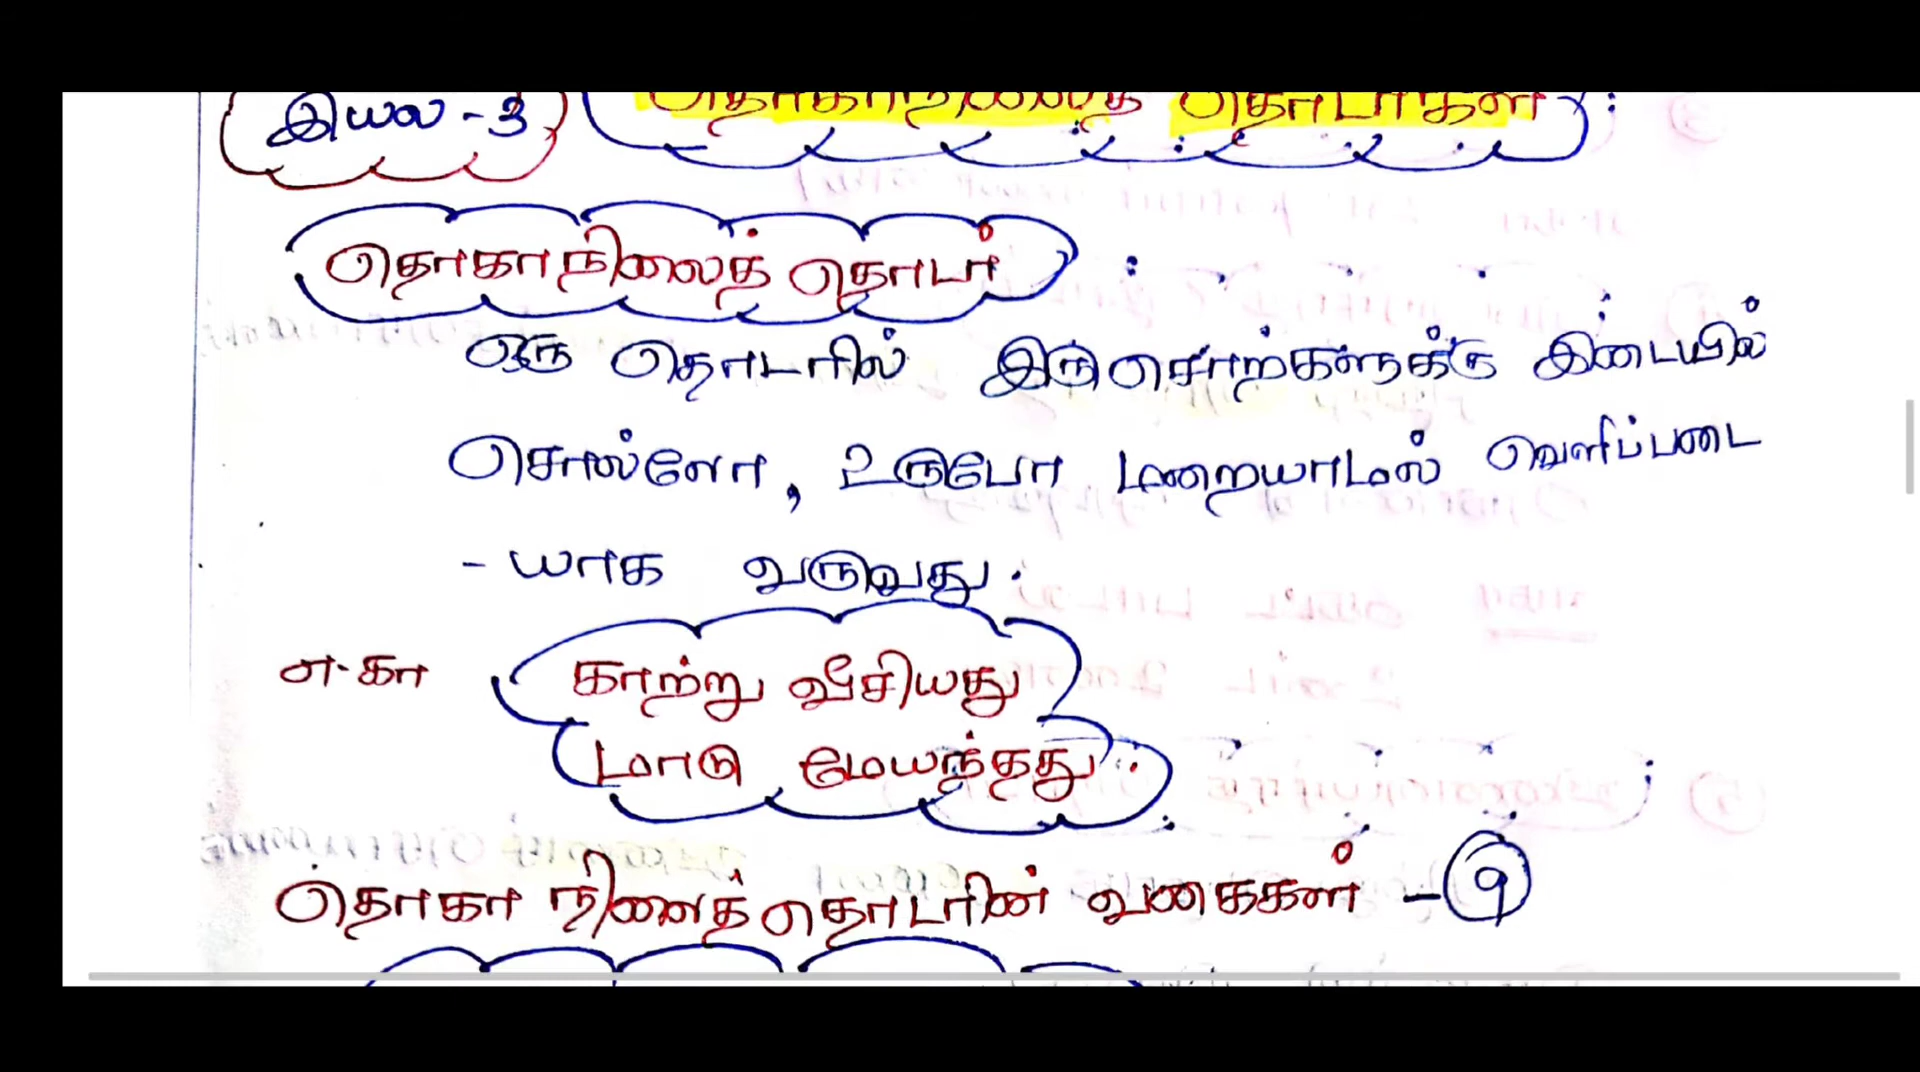 இயல -3 தொகாநிலைத் தொடர்கள் :
தொகாநிலைத் தொடர் :
ஒரு தொடரில் இருசொற்களுக்கு இடையில்
சொல்ளோ, உருபோ மறையாமல் வெளிப்படை
- யாக வருவது.
எ.கா காற்று வீசியது
மாடு மேயந்தது.
தொகா நிலைத் தொடரின் வகைகள் - 9